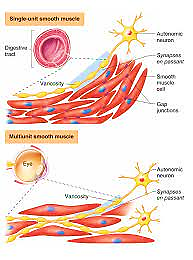 Single-unit smooth muscle
Digestive
tract
Autonomic
neuron
Synapses
en passant
Varicosity
Smooth
muscle
cell
Gap
junctions
Multiunit smooth muscle
Eye
Autonomic
neuron
Synapses
en passant
Varicosity